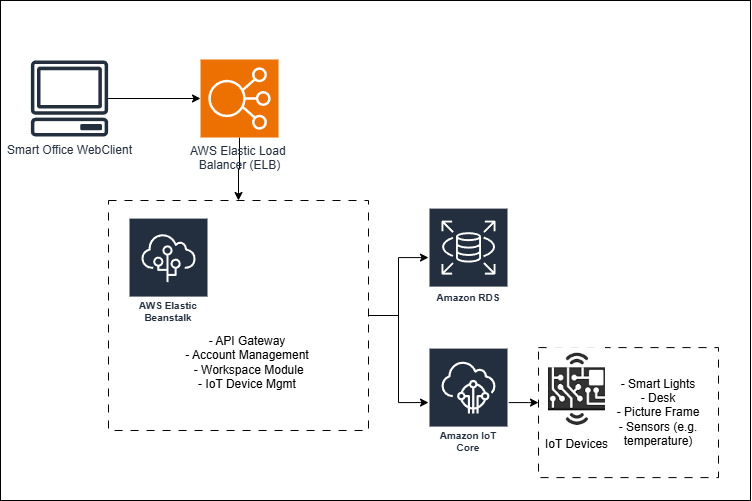 Smart Office WebClient
AWS Elastic Load
Balancer (ELB)
AWS Elastic
Beanstalk
- API Gateway
- Account Management
- Workspace Module
- IoT Device Mgmt
Amazon RDS
Amazon IoT
Core
IoT Devices
- Smart Lights
- Desk
- Picture Frame
- Sensors (e.g.
temperature)